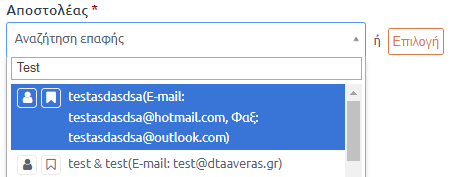 Αποστολέας *
Αναζήτηση επαφής
ή Επιλογή
Test
testasdasdsa(E-mail:
testasdasdsa@hotmail.com, Φαξ:
testasdasdsa@outlook.com)
test & test(E-mail: test@dtaaveras.gr)